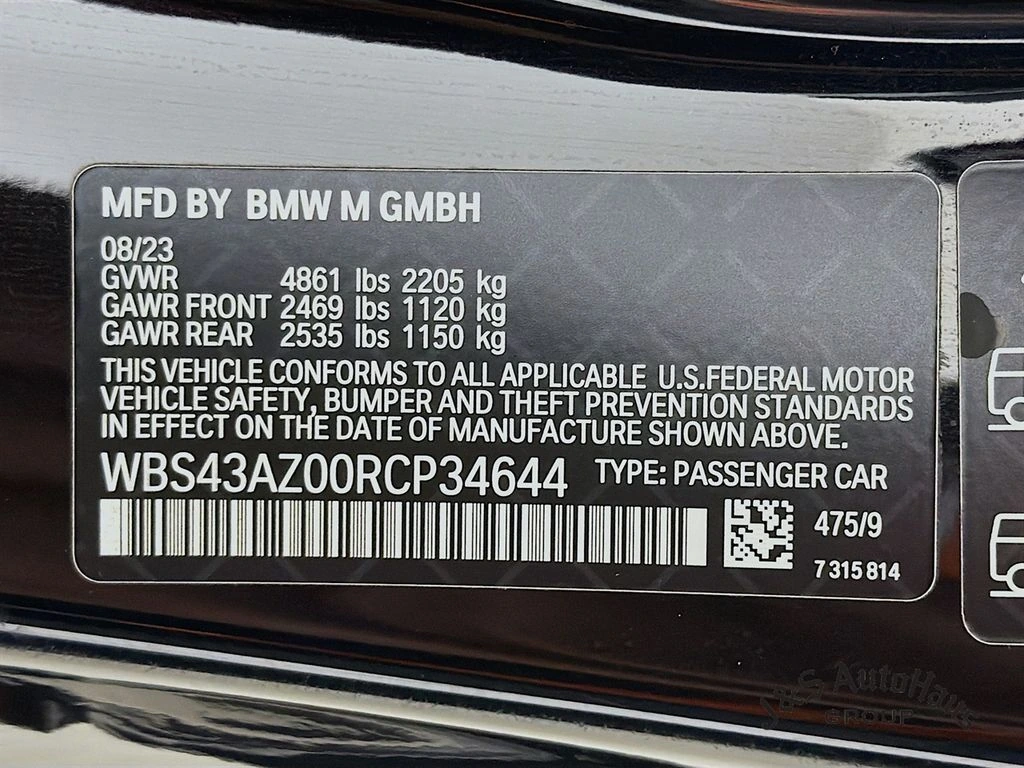 MFD BY BMW M GMBH
08/23
GVWR 4861 lbs 2205 kg
GAWR FRONT 2469 lbs 1120 kg
GAWR REAR 2535 lbs 1150 kg
THIS VEHICLE CONFORMS TO ALL APPLICABLE U.S.FEDERAL MOTOR
VEHICLE SAFETY, BUMPER AND THEFT PREVENTION STANDARDS
IN EFFECT ON THE DATE OF MANUFACTURE SHOWN ABOVE.
WBS43AZ00RCP34644 TYPE: PASSENGER CAR
475/9
7 315 814
J&S AutoHaus
GROUP